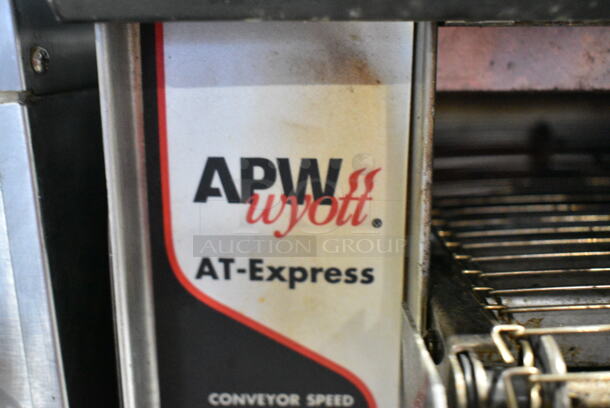 APW
wyott®
AUCTION GROUP
AT-Express
CONVEYOR SPEED